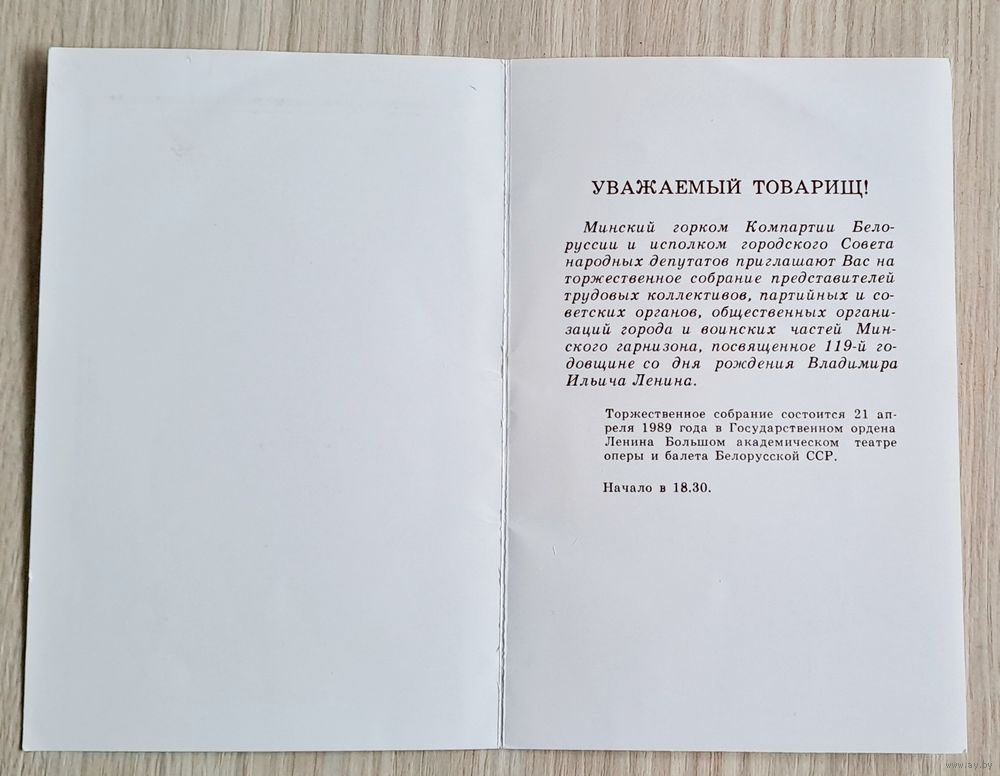 УВАЖАЕМЫЙ ТОВАРИЩ!
Минский горком Компартии Бело-
руссии и исполком городского Совета
народных депутатов приглашают Вас на
торжественное собрание представителей
трудовых коллективов, партийных и со-
ветских органов, общественных органи-
заций города и воинских частей Мин-
ского гарнизона, посвященное 119-й го-
довщине со дня рождения Владимира
Ильича Ленина.
Торжественное собрание состоится 21 ап-
реля 1989 года в Государственном ордена
Ленина Большом академическом театре
оперы и балета Белорусской ССР.
Начало в 18.30.
www.ay.by